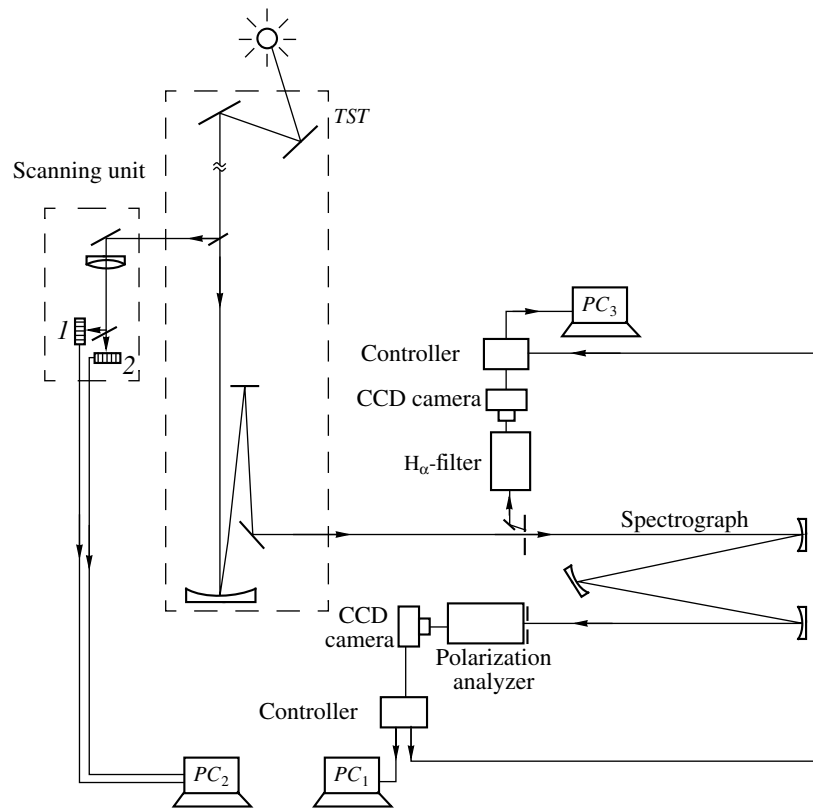 TST
Scanning unit
1
2
PC3
Controller
CCD camera
Hα-filter
Spectrograph
CCD
camera
Polarization
analyzer
Controller
PC2
PC1